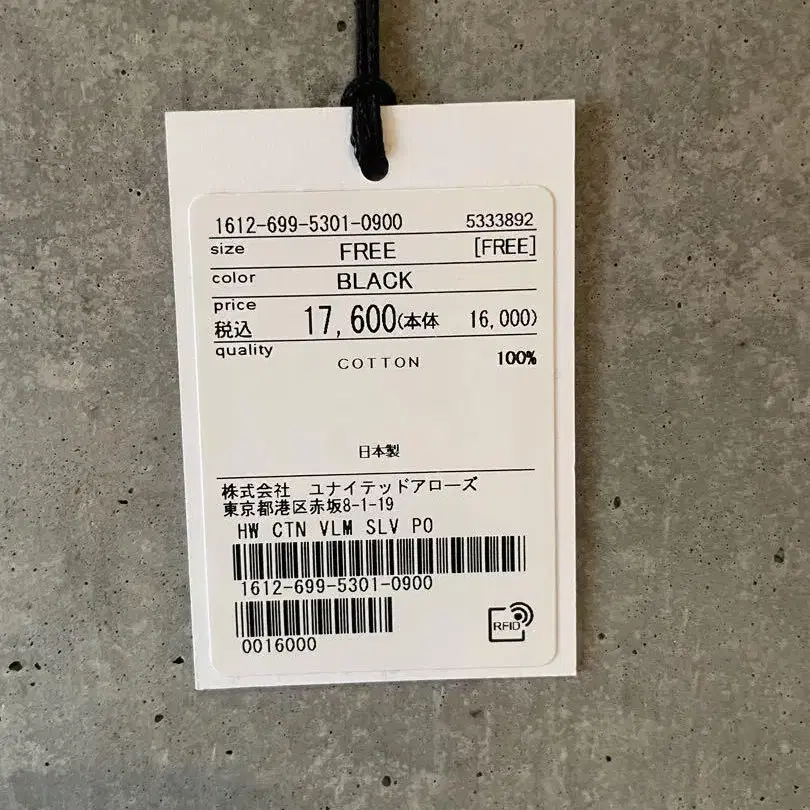 1612-699-5301-0900 5333892
size FREE [FREE]
color BLACK
price
税込 17,600(本体 16,000)
quality
COTTON 100%
日本製
株式会社 ユナイテッドアローズ
東京都港区赤坂8-1-19
HW CTN VLM SLV PO
1612-699-5301-0900
0016000
RFID